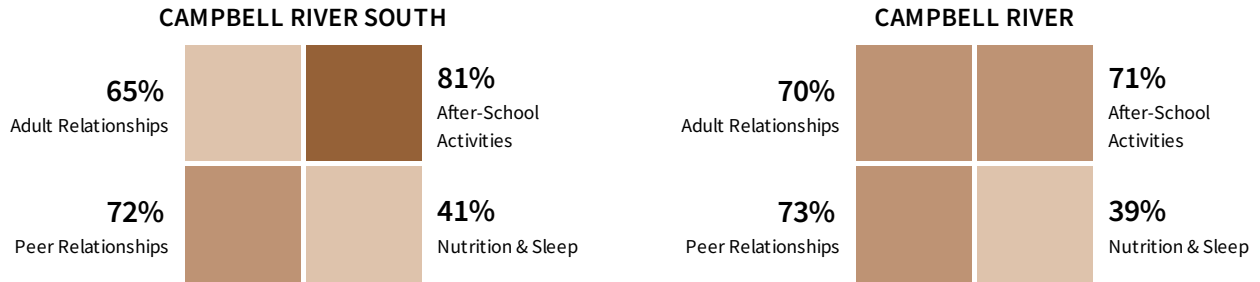 CAMPBELL RIVER SOUTH
65%
Adult Relationships
81%
After-School
Activities
72%
Peer Relationships
41%
Nutrition & Sleep
CAMPBELL RIVER
70%
Adult Relationships
71%
After-School
Activities
73%
Peer Relationships
39%
Nutrition & Sleep